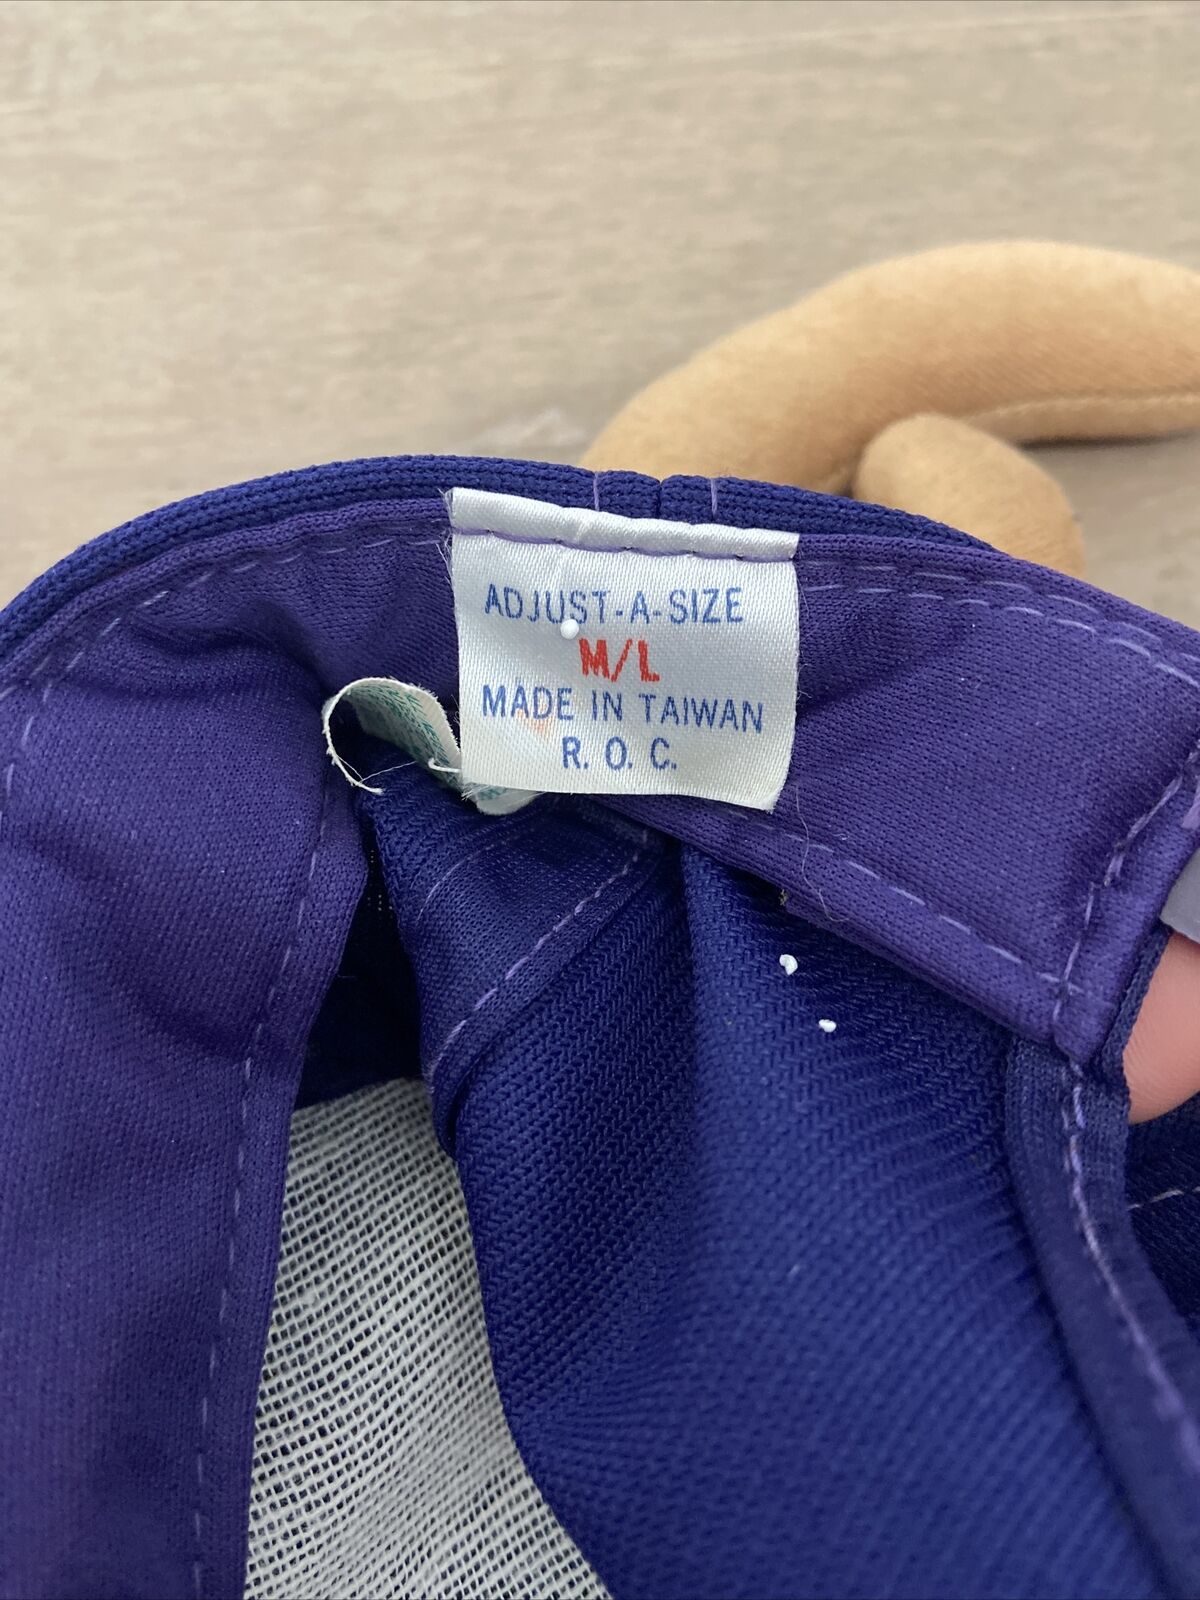 ADJUST-A-SIZE
M/L
MADE IN TAIWAN
R. O. C.